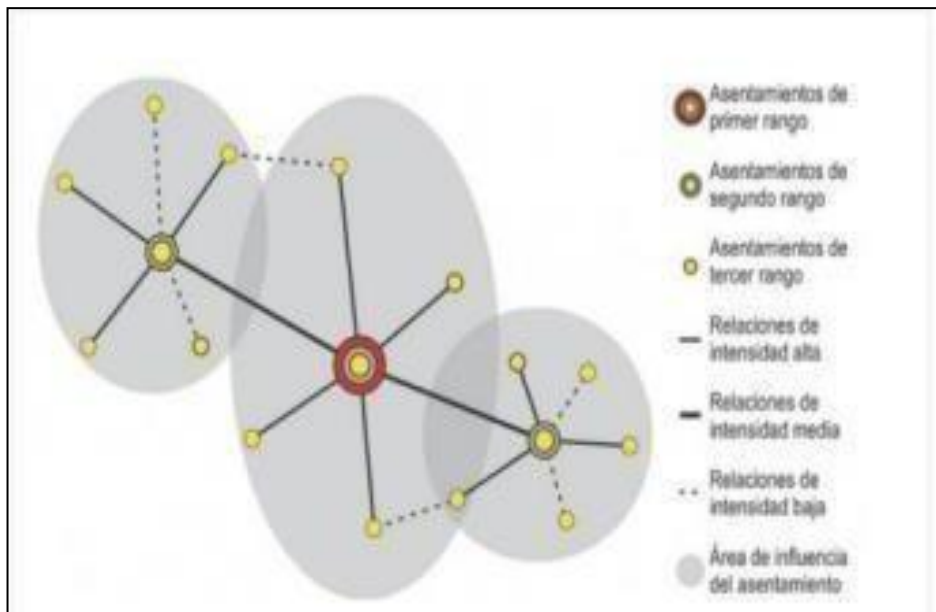 Asentamientos de
primer rango
Asentamientos de
segundo rango
Asentamientos de
tercer rango
Relaciones de
intensidad alta
Relaciones de
intensidad media
Relaciones de
intensidad baja
Área de influencia
del asentamiento